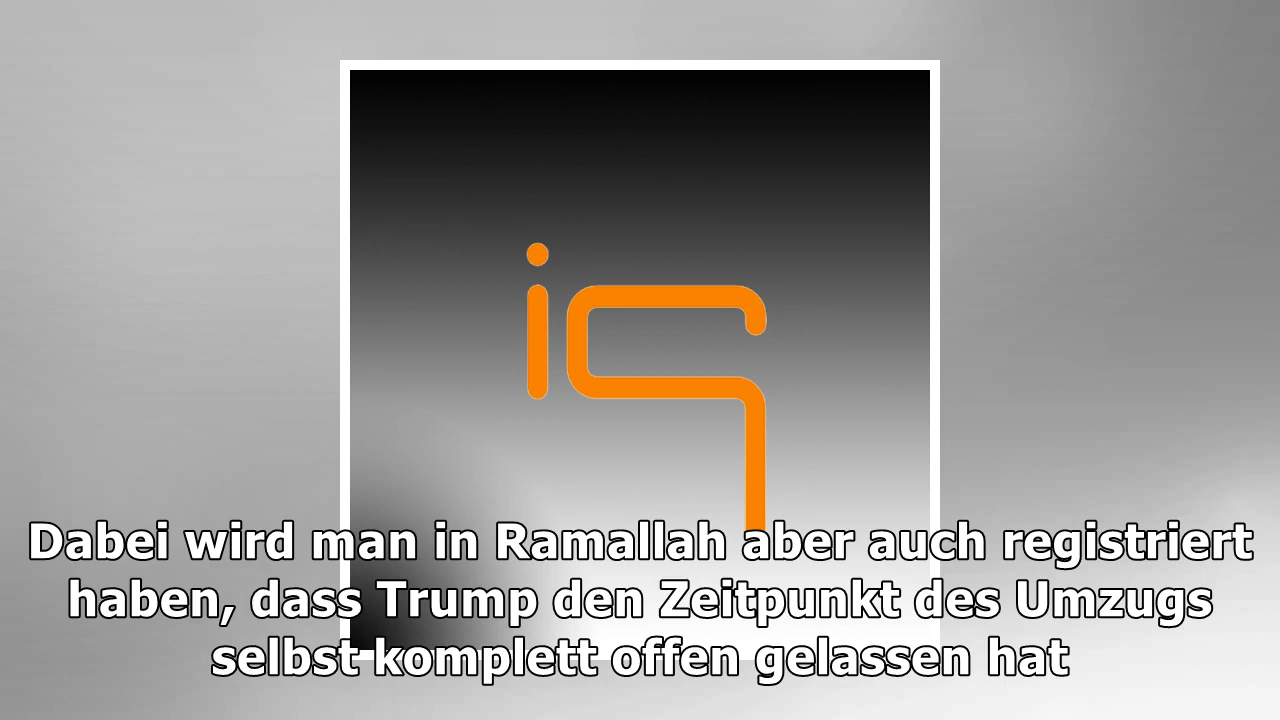 iq
Dabei wird man in Ramallah aber auch registriert
haben, dass Trump den Zeitpunkt des Umzugs
selbst komplett offen gelassen hat